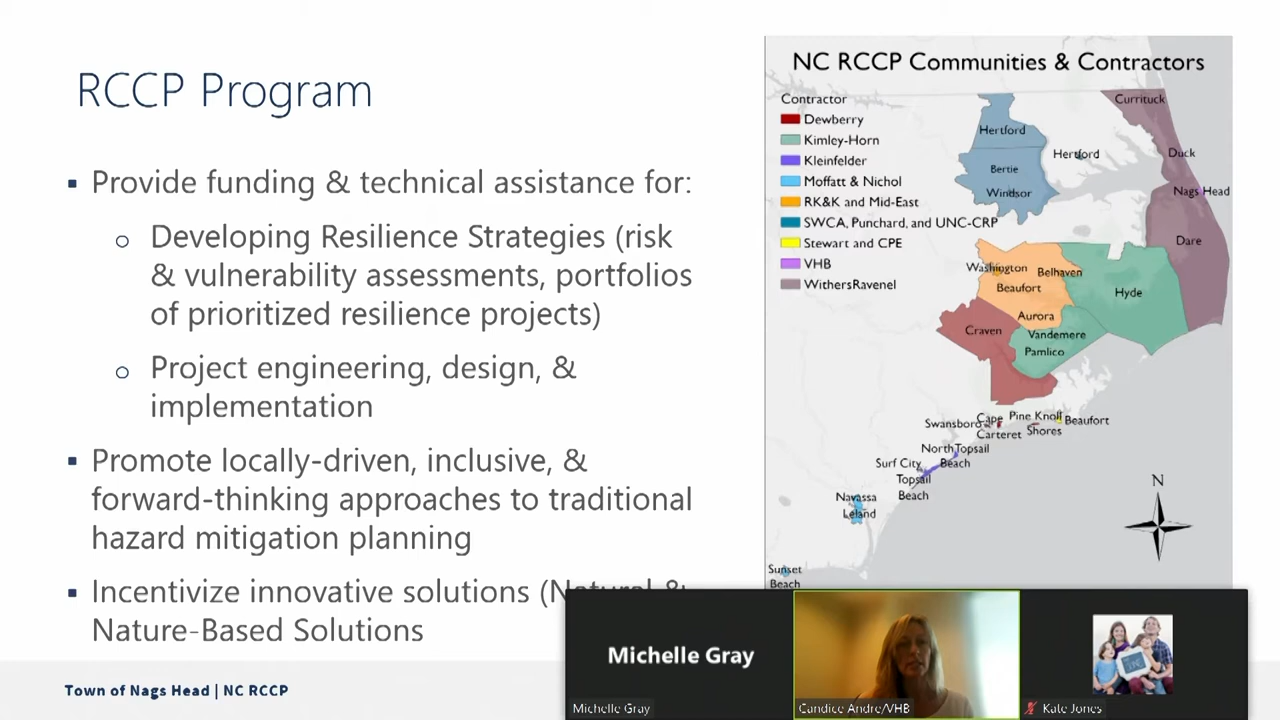 RCCP Program
Provide funding & technical assistance for:
Developing Resilience Strategies (risk
& vulnerability assessments, portfolios
of prioritized resilience projects)
Project engineering, design, &
implementation
Promote locally-driven, inclusive, &
forward-thinking approaches to traditional
hazard mitigation planning
Incentivize innovative solutions (Natural &
Nature-Based Solutions
Town of Nags Head | NC RCCP
NC RCCP Communities & Contractors
Contractor
Dewberry
Kimley-Horn
Kleinfelder
Moffatt & Nichol
RK&K and Mid-East
SWCA, Punchard, and UNC-CRP
Stewart and CPE
VHB
WithersRavenel
Currituck
Hertford
Hertford
Duck
Bertie
Windsor
Nags Head
Dare
Washington
Belhaven
Beaufort
Hyde
Aurora
Craven
Vandemere
Pamlico
Swansboro
Cape
Carteret
Pine Knoll
Shores
Beaufort
North Topsail
Beach
Surf City
Topsail
Beach
Navassa
Leland
Sunset
Beach
N
Michelle Gray
Michelle Gray
Candice Andre/VHB
Kate Jones